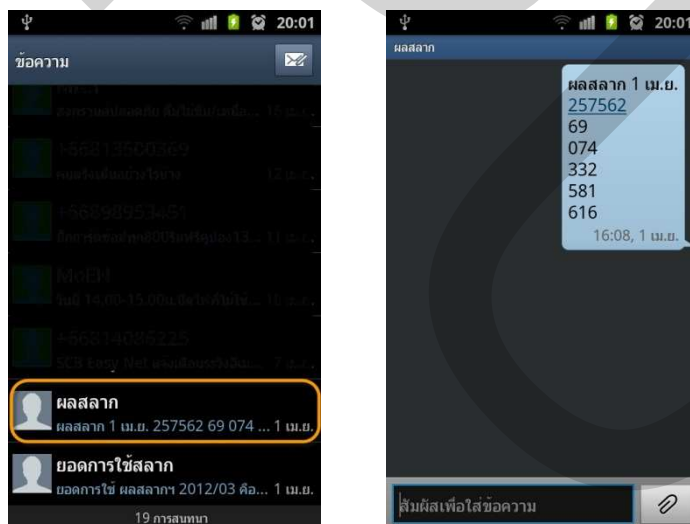 20:01
ข้อความ
MoEH
+66813500369
+66898953451
MoEH
+66814086225
ผลสลาก
ผลสลาก 1 เม.ย. 257562 69 074 ... 1 เม.ย.
ยอดการใช้สลาก
ยอดการใช้ ผลสลากฯ 2012/03 คือ... 1 เม.ย.
19 การสนทนา
20:01
ผลสลาก
ผลสลาก 1 เม.ย.
257562
69
074
332
581
616
16:08, 1 เม.ย.
สัมผัสเพื่อใส่ข้อความ